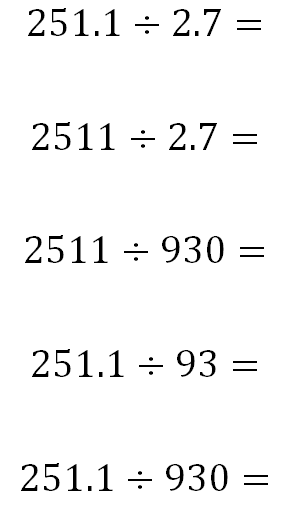 251.1 ÷ 2.7 =
2511 ÷ 2.7 =
2511 ÷ 930 =
251.1 ÷ 93 =
251.1 ÷ 930 =